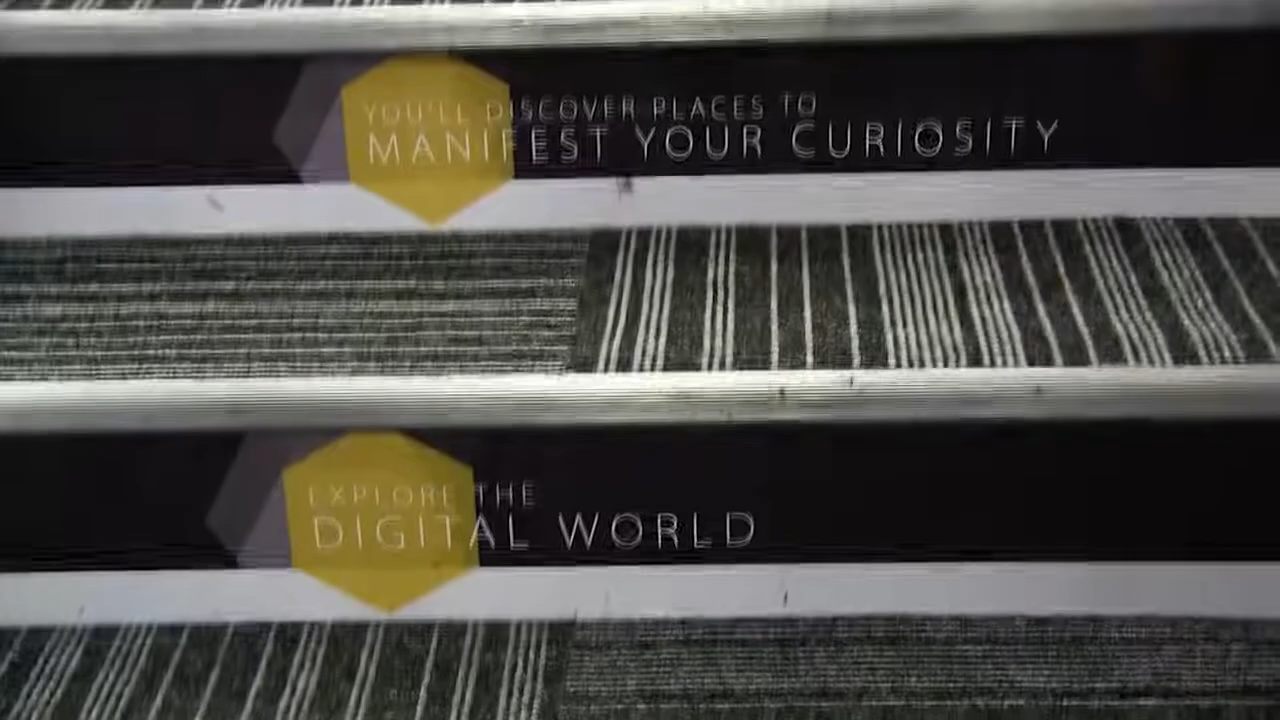 YOU'LL DISCOVER PLACES TO
MANIFEST YOUR CURIOSITY
EXPLORE THE
DIGITAL WORLD